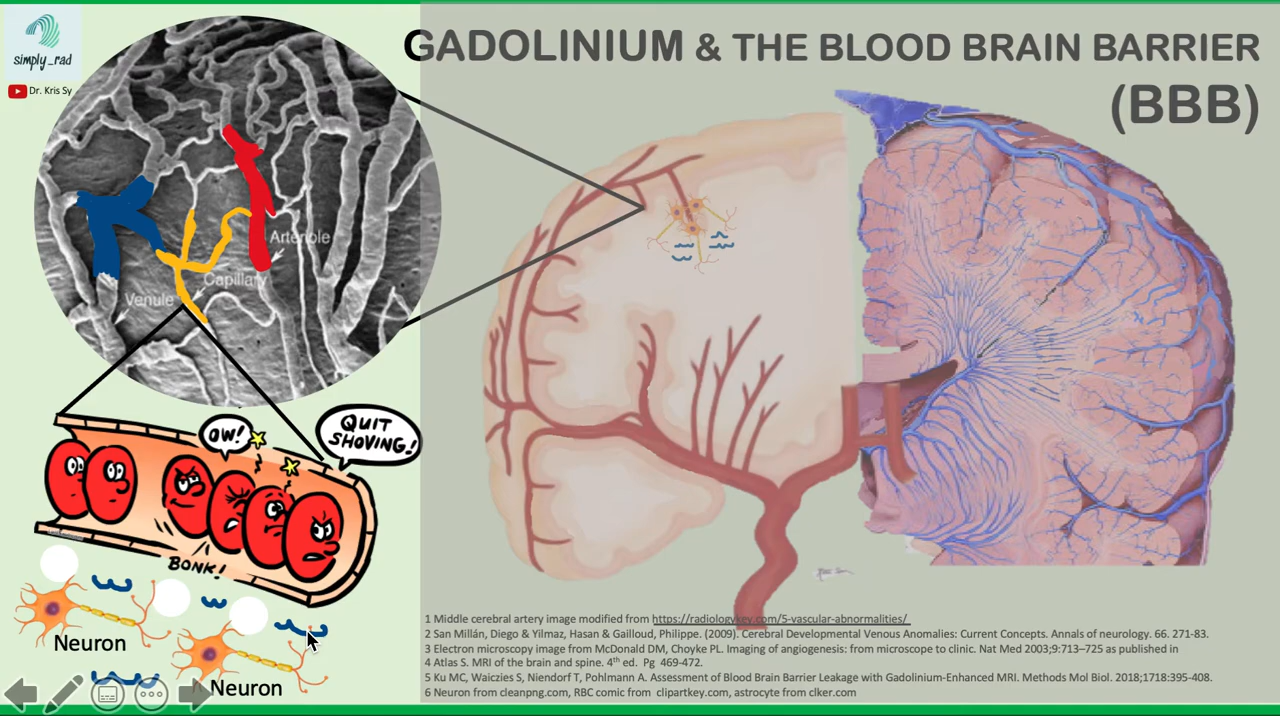 simply_rad
Dr. Kris Sy
GADOLINIUM & THE BLOOD BRAIN BARRIER
(BBB)
Arteriole
Capillary
Venule
OW!
QUIT
SHOVING!
BONK!
Neuron
Neuron
1 Middle cerebral artery image modified from https://radiologykey.com/5-vascular-abnormalities/
2 San Millán, Diego & Yilmaz, Hasan & Gailloud, Philippe. (2009). Cerebral Developmental Venous Anomalies: Current Concepts. Annals of neurology. 66. 271-83.
3 Electron microscopy image from McDonald DM, Choyke PL. Imaging of angiogenesis: from microscope to clinic. Nat Med 2003;9:713–725 as published in
4 Atlas S. MRI of the brain and spine. 4th ed. Pg 469-472.
5 Ku MC, Waiczies S, Niendorf T, Pohlmann A. Assessment of Blood Brain Barrier Leakage with Gadolinium-Enhanced MRI. Methods Mol Biol. 2018;1718:395-408.
6 Neuron from cleanpng.com, RBC comic from clipartkey.com, astrocyte from clker.com